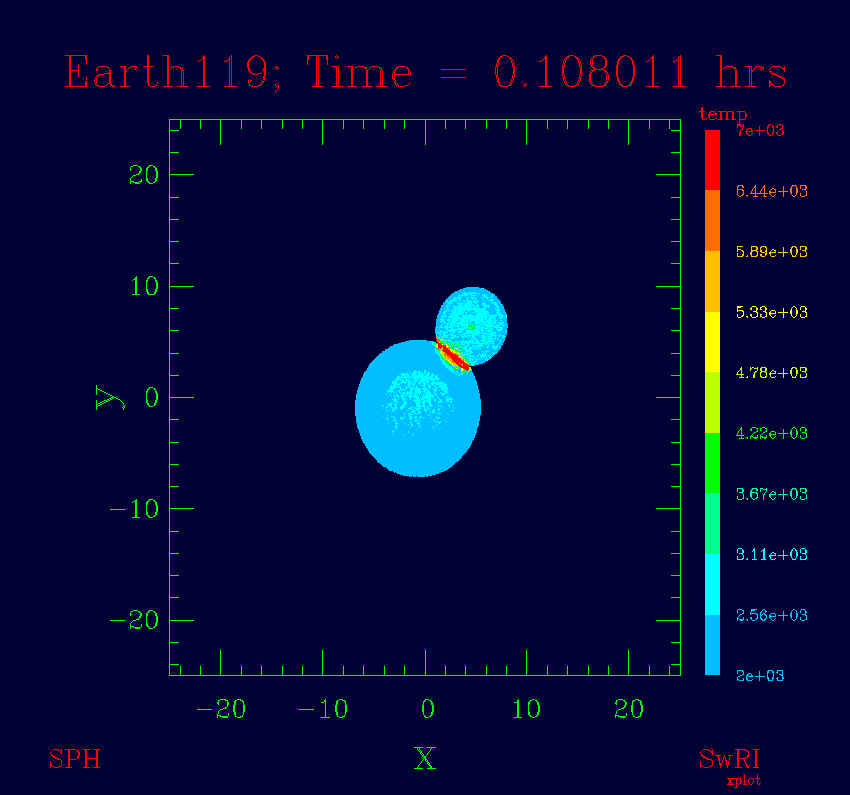 Earth119; Time = 0.108011 hrs
temp
7e+03
6.44e+03
5.89e+03
5.33e+03
4.78e+03
4.22e+03
3.67e+03
3.11e+03
2.56e+03
2e+03
20
10
0
-10
-20
y
-20 -10 0 10 20
X
SPH
SwRI
xplot